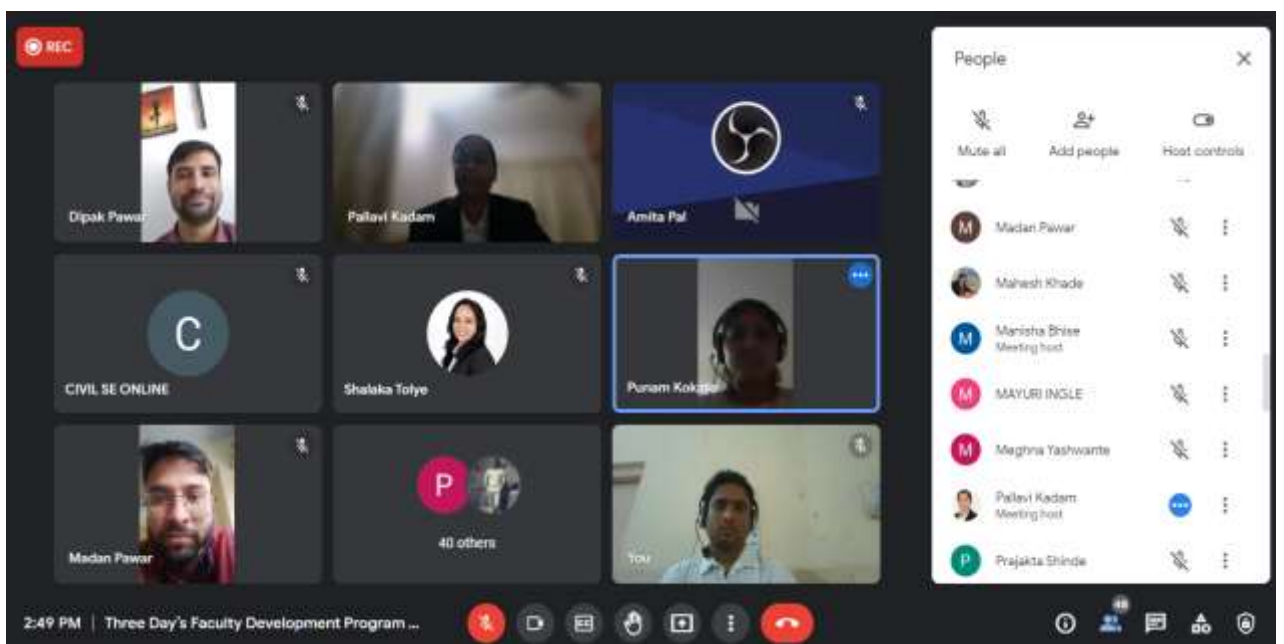 REC
Dipak Pawar
Pallavi Kadam
Amita Pal
C
CIVIL SE ONLINE
Shalaka Tolye
Punam
Madan Pawar
P
40 others
You
2:49 PM | Three Day's Faculty Development Program ...
People
Mute all
Add people
Host controls
M
Madan Pawar
Mahesh Khade
M
Manisha Bhise
Meeting host
M
MAYURI INGLE
M
Meghna Yashwante
Pallavi Kadam
Meeting host
P
Prajakta Shinde
48